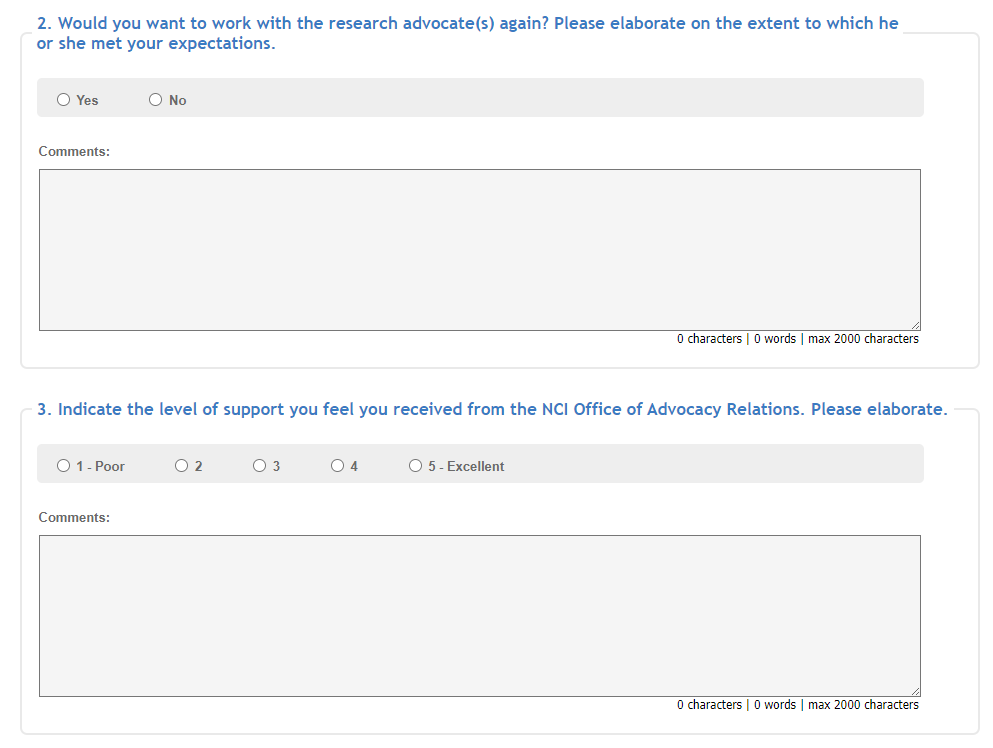 2. Would you want to work with the research advocate(s) again? Please elaborate on the extent to which he
or she met your expectations.
Yes No
Comments:
0 characters | 0 words | max 2000 characters
3. Indicate the level of support you feel you received from the NCI Office of Advocacy Relations. Please elaborate.
1 - Poor 2 3 4 5 - Excellent
Comments:
0 characters | 0 words | max 2000 characters